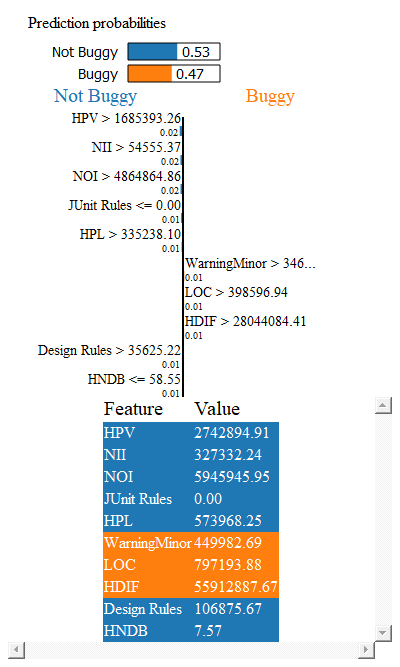 Prediction probabilities
Not Buggy 0.53
Buggy 0.47
Not Buggy Buggy
HPV > 1685393.26
0.02
NII > 54555.37
0.02
NOI > 4864864.86
0.02
JUnit Rules <= 0.00
0.01
HPL > 335238.10
0.01
WarningMinor > 346...
0.01
LOC > 398596.94
0.01
HDIF > 28044084.41
0.01
Design Rules > 35625.22
0.01
HNDB <= 58.55
0.01
Feature Value
HPV 2742894.91
NII 327332.24
NOI 5945945.95
JUnit Rules 0.00
HPL 573968.25
WarningMinor 449982.69
LOC 797193.88
HDIF 55912887.67
Design Rules 106875.67
HNDB 7.57